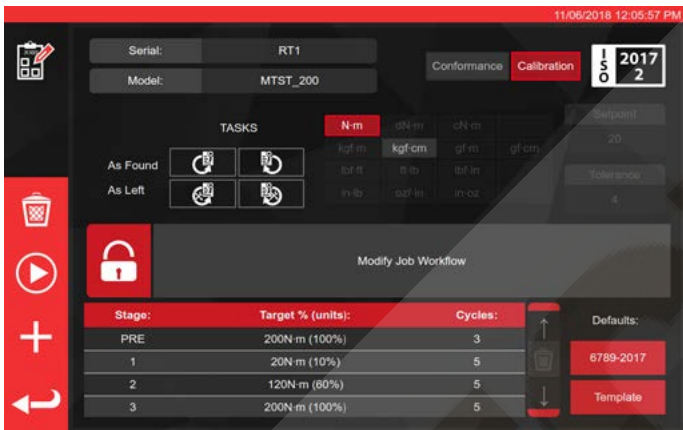 11/06/2018 12:05:57 PM
Serial: RT1
Model: MTST_200
Conformance Calibration
ISO 2017 2
TASKS
As Found
As Left
N·m dN·m cN·m
kgf·m kgf·cm gf·m gf·cm
lbf·ft ft·lb lbf·in
in·lb ozf·in in·oz
Setpoint
20
Tolerance
4
Modify Job Workflow
Stage: Target % (units): Cycles:
PRE 200N·m (100%) 3
1 20N·m (10%) 5
2 120N·m (60%) 5
3 200N·m (100%) 5
Defaults:
6789-2017
Template